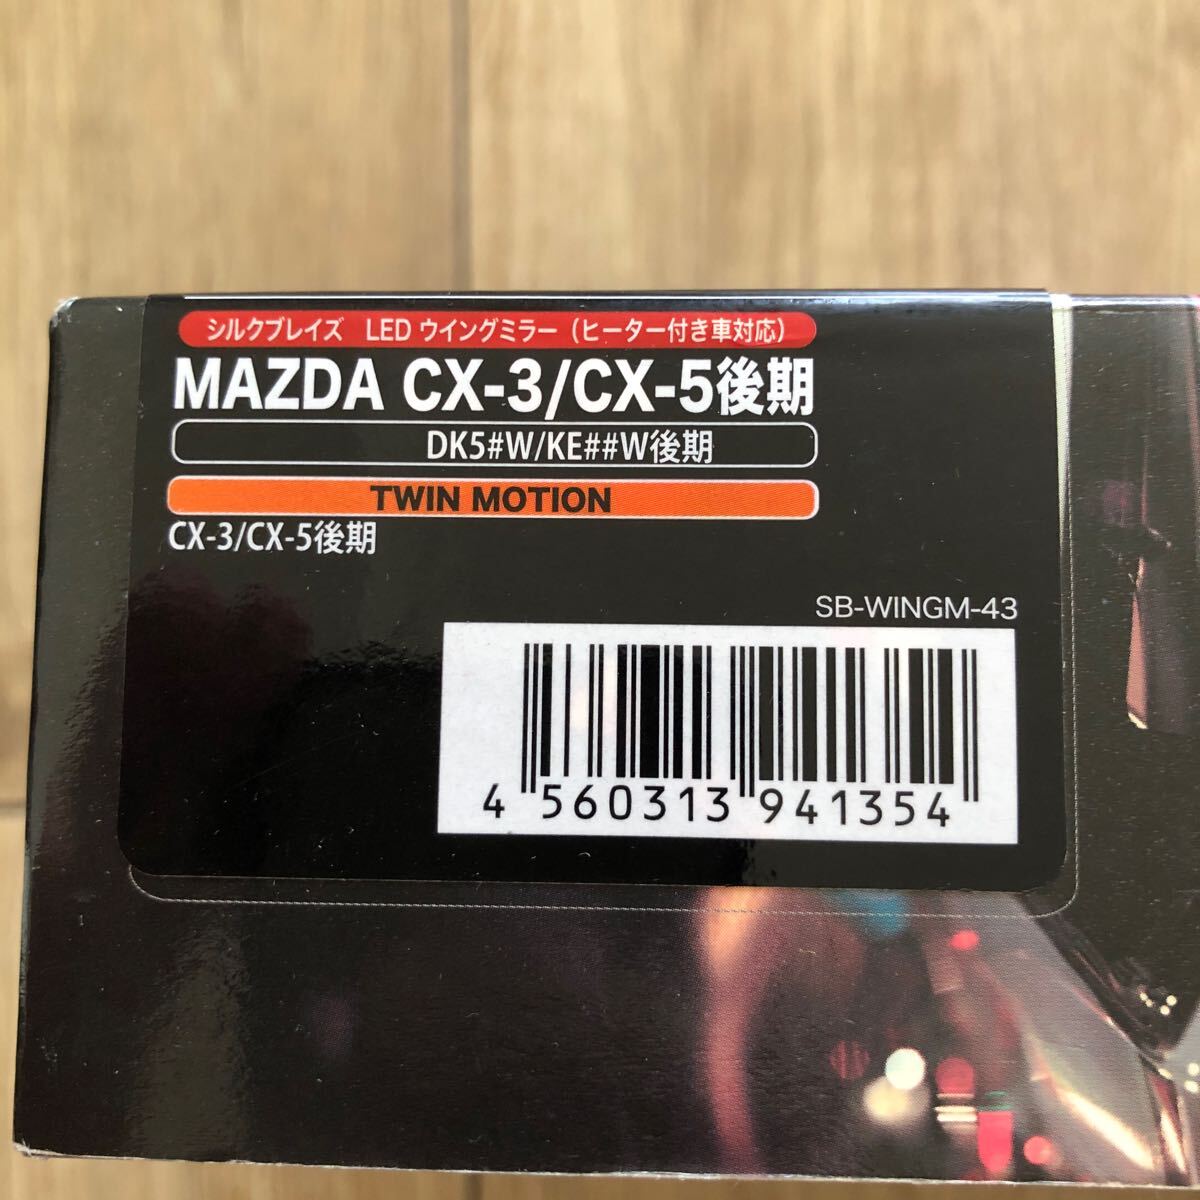 シルクブレイズ　LED ウイングミラー（ヒーター付き車対応）
MAZDA CX-3/CX-5後期
DK5#W/KE##W後期
TWIN MOTION
CX-3/CX-5後期
SB-WINGM-43
4 560313 941354